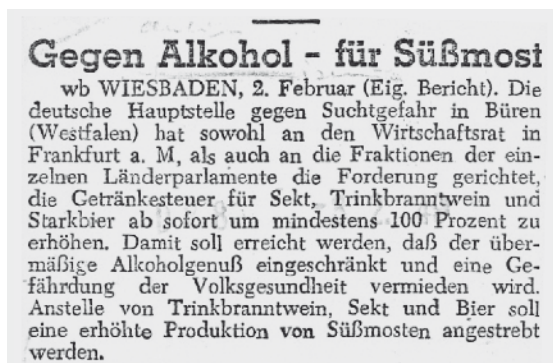 Gegen Alkohol - für Süßmost
wb WIESBADEN, 2. Februar (Eig. Bericht). Die
deutsche Hauptstelle gegen Suchtgefahr in Büren
(Westfalen) hat sowohl an den Wirtschaftsrat in
Frankfurt a. M, als auch an die Fraktionen der ein-
zelnen Länderparlamente die Forderung gerichtet,
die Getränkesteuer für Sekt, Trinkbranntwein und
Starkbier ab sofort um mindestens 100 Prozent zu
erhöhen. Damit soll erreicht werden, daß der über-
mäßige Alkoholgenuß eingeschränkt und eine Ge-
fährdung der Volksgesundheit vermieden wird.
Anstelle von Trinkbranntwein, Sekt und Bier soll
eine erhöhte Produktion von Süßmosten angestrebt
werden.